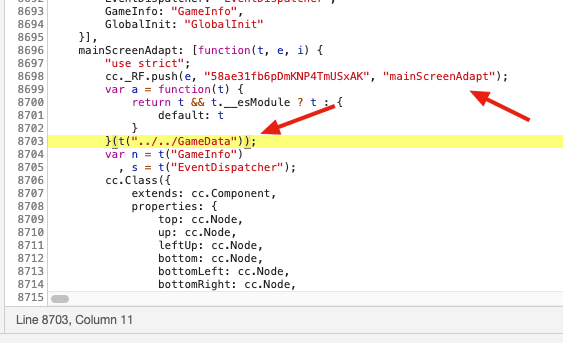 8692 EventDispatcher: "EventDispatcher",
8693 GameInfo: "GameInfo",
8694 GlobalInit: "GlobalInit"
8695 }],
8696 mainScreenAdapt: [function(t, e, i) {
8697 "use strict";
8698 cc._RF.push(e, "58ae31fb6pDmKNP4TmUSxAK", "mainScreenAdapt");
8699 var a = function(t) {
8700 return t && t.__esModule ? t : {
8701 default: t
8702 }
8703 }(t("../../GameData"));
8704 var n = t("GameInfo")
8705 , s = t("EventDispatcher");
8706 cc.Class({
8707 extends: cc.Component,
8708 properties: {
8709 top: cc.Node,
8710 up: cc.Node,
8711 leftUp: cc.Node,
8712 bottom: cc.Node,
8713 bottomLeft: cc.Node,
8714 bottomRight: cc.Node,
8715
Line 8703, Column 11